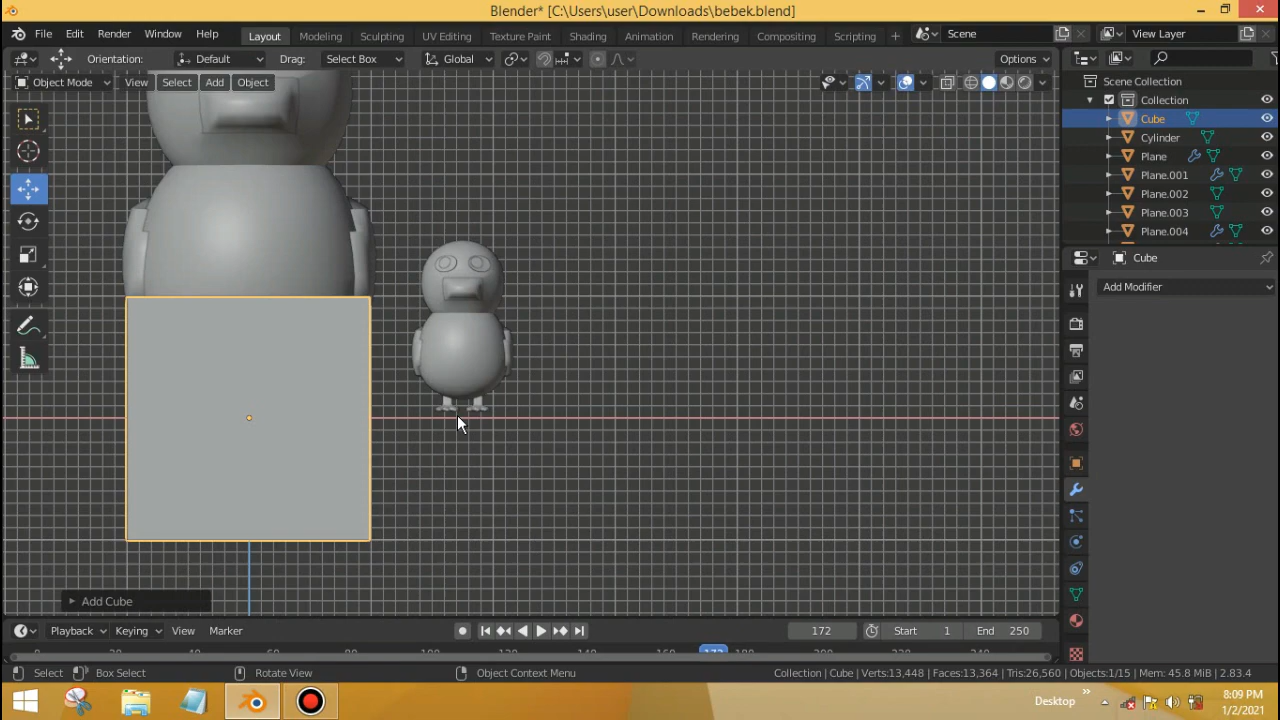 Blender* [C:\Users\user\Downloads\bebek.blend]
File Edit Render Window Help Layout Modeling Sculpting UV Editing Texture Paint Shading Animation Rendering Compositing Scripting + Scene View Layer
Orientation: Default Drag: Select Box Global Options
Object Mode View Select Add Object
Scene Collection
Collection
Cube
Cylinder
Plane
Plane.001
Plane.002
Plane.003
Plane.004
Cube
Add Modifier
Add Cube
Playback Keying View Marker 172 Start 1 End 250
172
Select Box Select Rotate View Object Context Menu Collection | Cube | Verts:13,448 | Faces:13,364 | Tris:26,560 | Objects:1/15 | Mem: 45.8 MiB | 2.83.4
Desktop
8:09 PM
1/2/2021